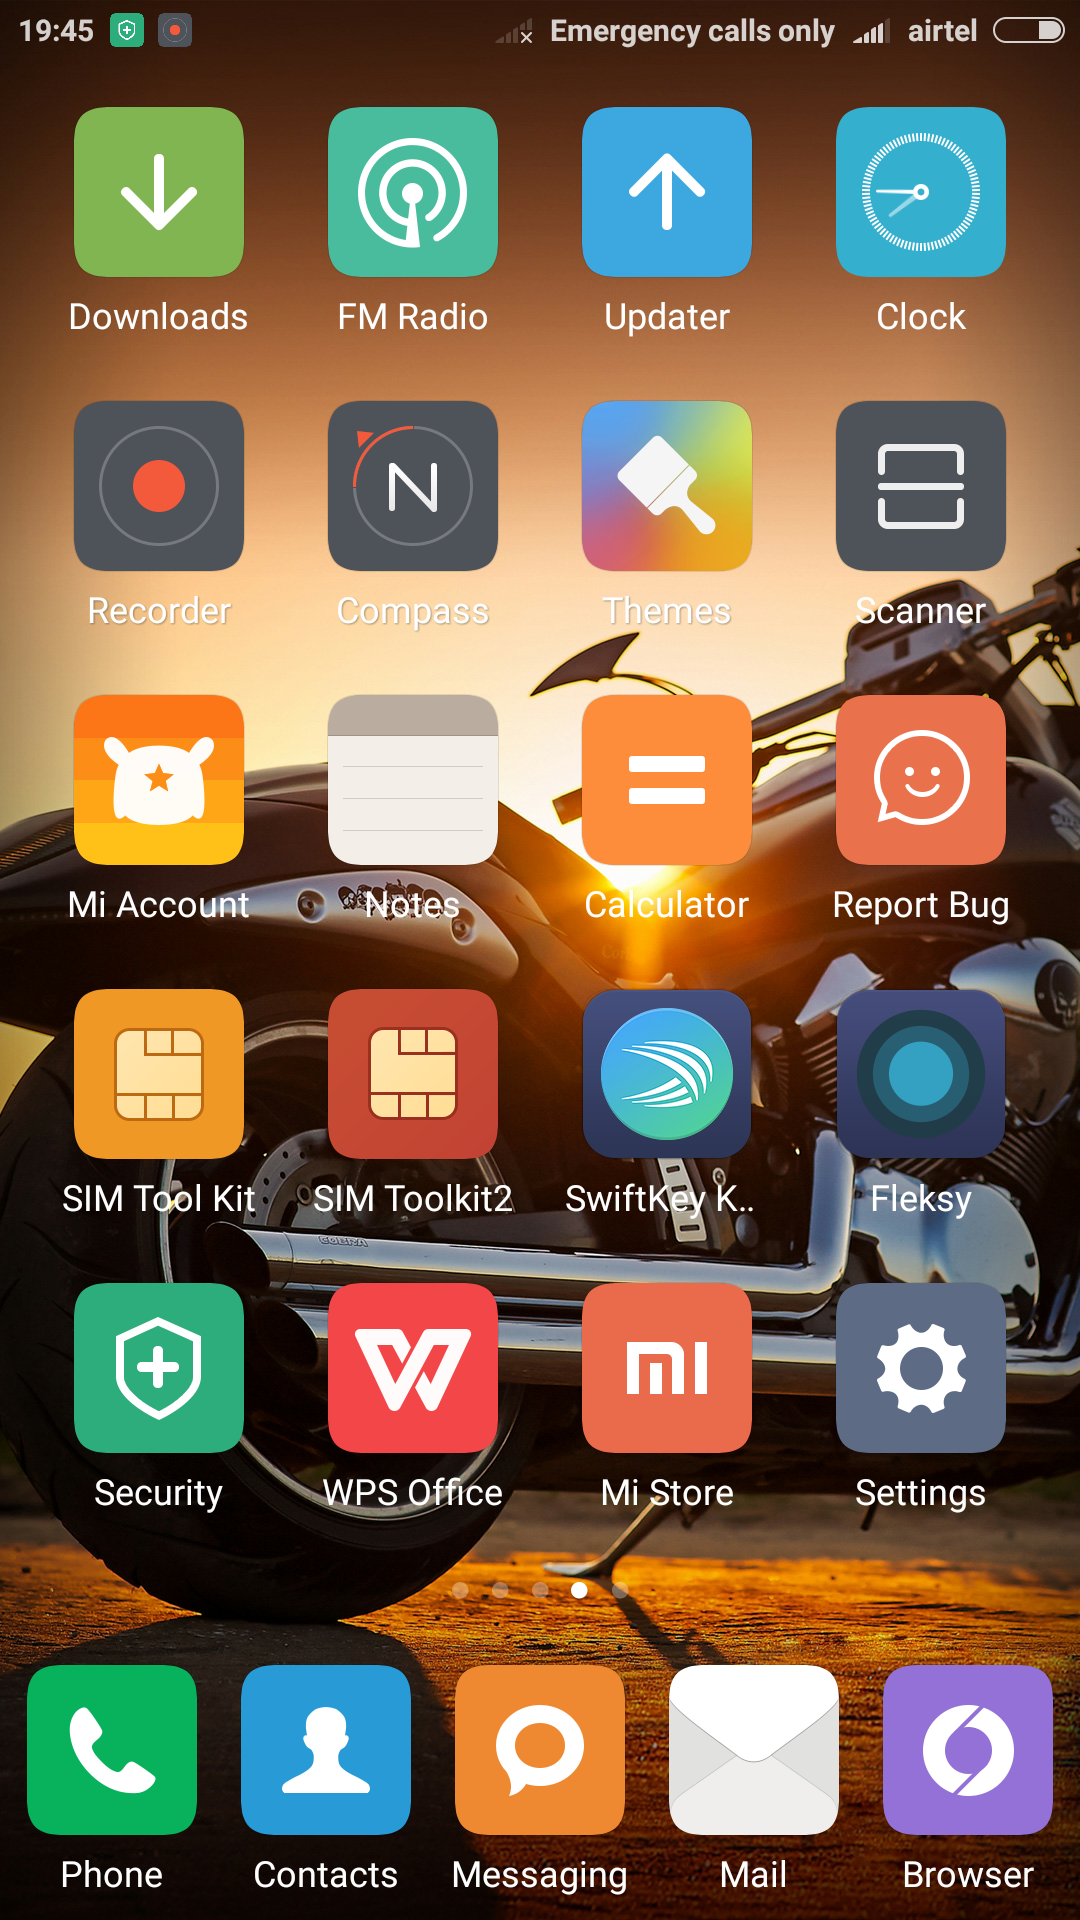 19:45 Emergency calls only airtel
Downloads FM Radio Updater Clock
N
Recorder Compass Themes Scanner
Mi Account Notes Calculator Report Bug
SIM Tool Kit SIM Toolkit2 SwiftKey K.. Fleksy
COBRA
W mi
Security WPS Office Mi Store Settings
Phone Contacts Messaging Mail Browser